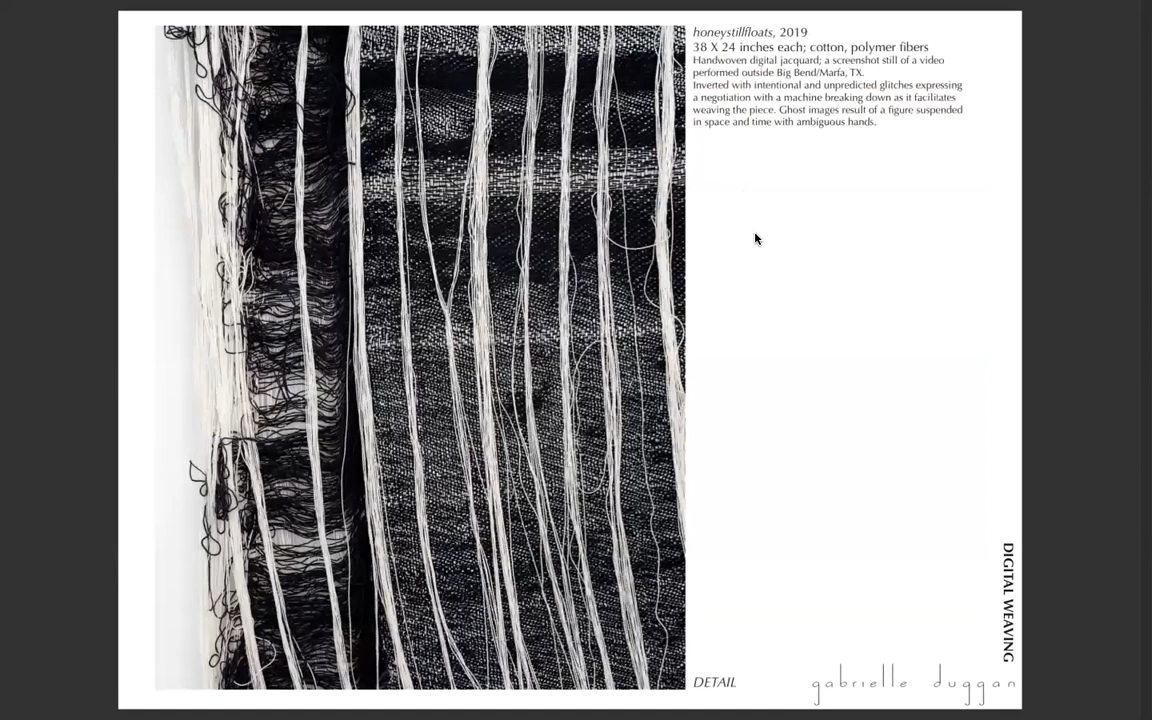 honeystillfloats, 2019
38 X 24 inches each; cotton, polymer fibers
Handwoven digital jacquard; a screenshot still of a video
performed outside Big Bend/Marfa, TX.
Inverted with intentional and unpredicted glitches expressing
a negotiation with a machine breaking down as it facilitates
weaving the piece. Ghost images result of a figure suspended
in space and time with ambiguous hands.
DIGITAL WEAVING
DETAIL
gabrielle duggan